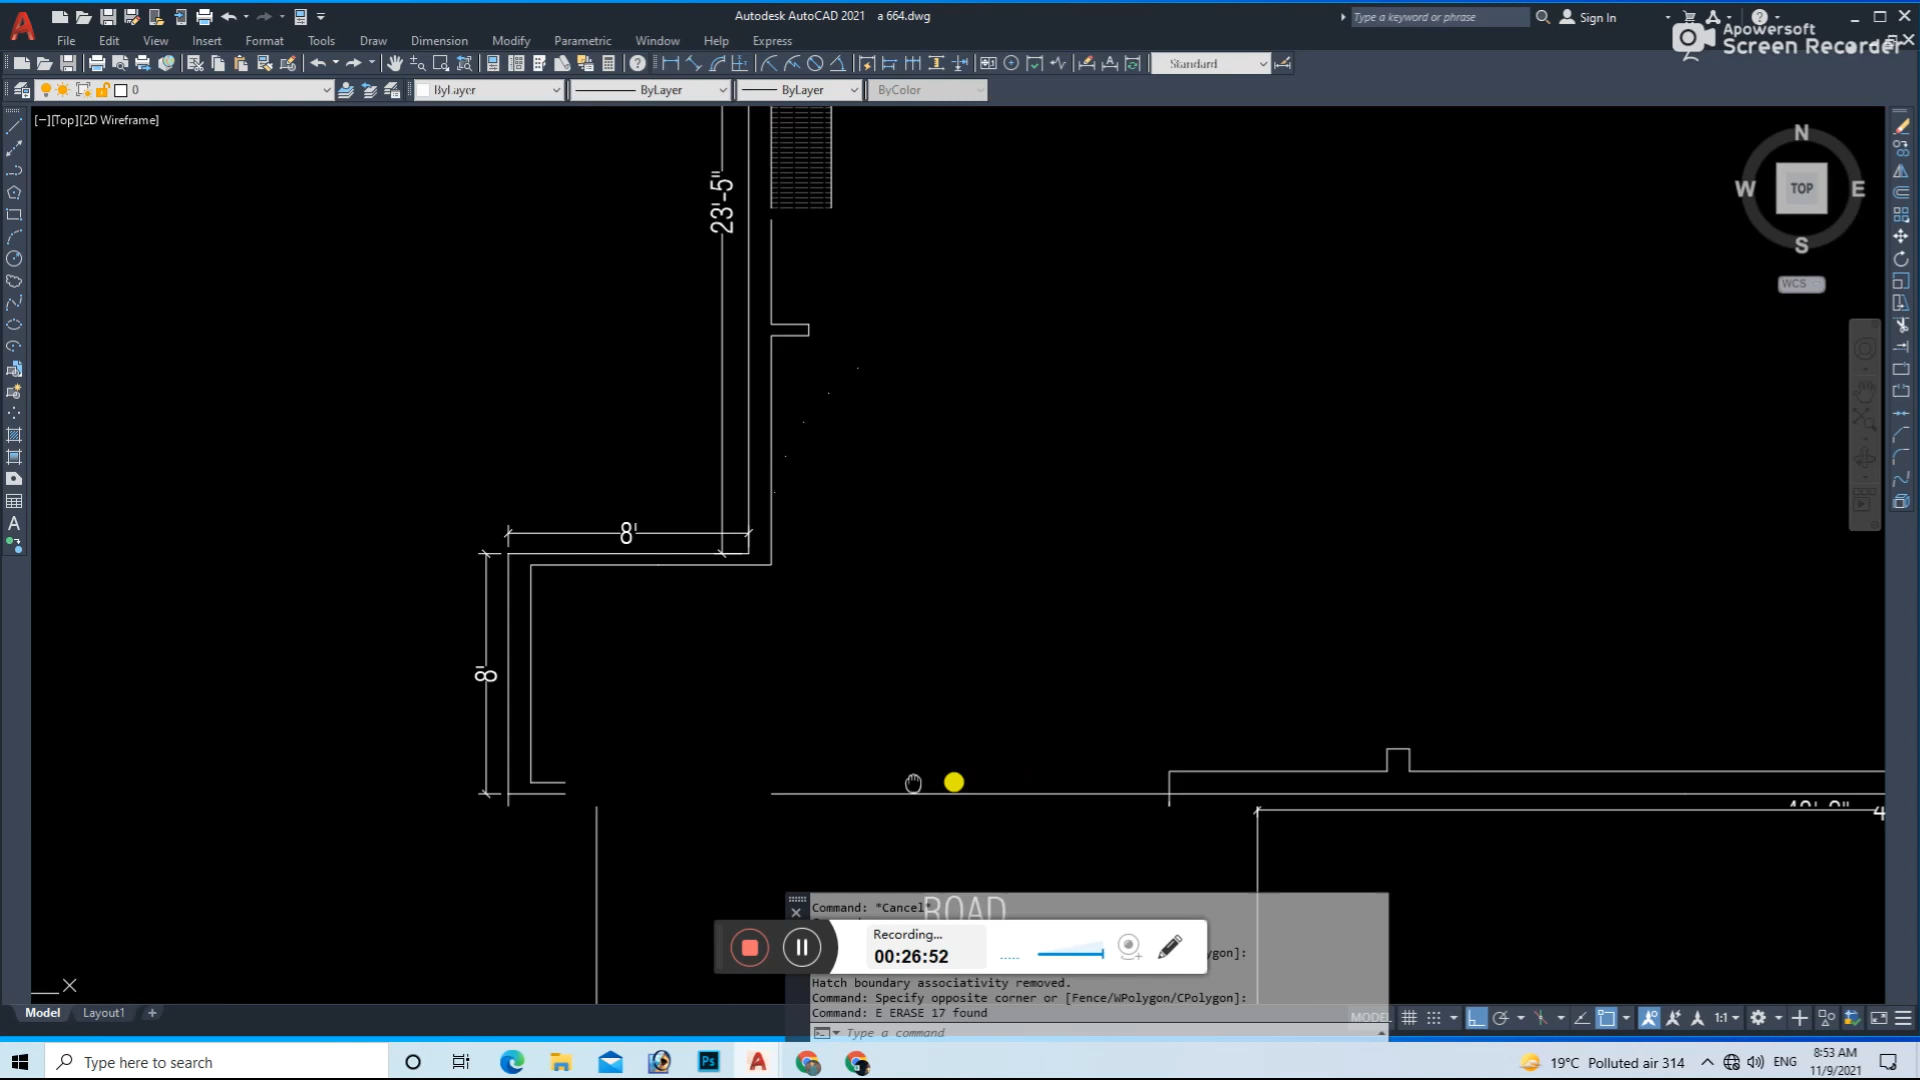 Autodesk AutoCAD 2021 a 664.dwg
Type a keyword or phrase
Sign In
File Edit View Insert Format Tools Draw Dimension Modify Parametric Window Help Express
Apowersoft
Screen Recorder
Standard
0
ByLayer
ByLayer
ByLayer
ByColor
[−][Top][2D Wireframe]
N
W
TOP
E
S
WCS
23'-5"
8'
8'
ROAD
Command: *Cancel*
Recording...
00:26:52
ygon]:
Hatch boundary associativity removed.
Command: Specify opposite corner or [Fence/WPolygon/CPolygon]:
Command: E ERASE 17 found
Type a command
X
Model Layout1 +
MODEL
1:1
Type here to search
Ps
A
19°C Polluted air 314
ENG
8:53 AM
11/9/2021